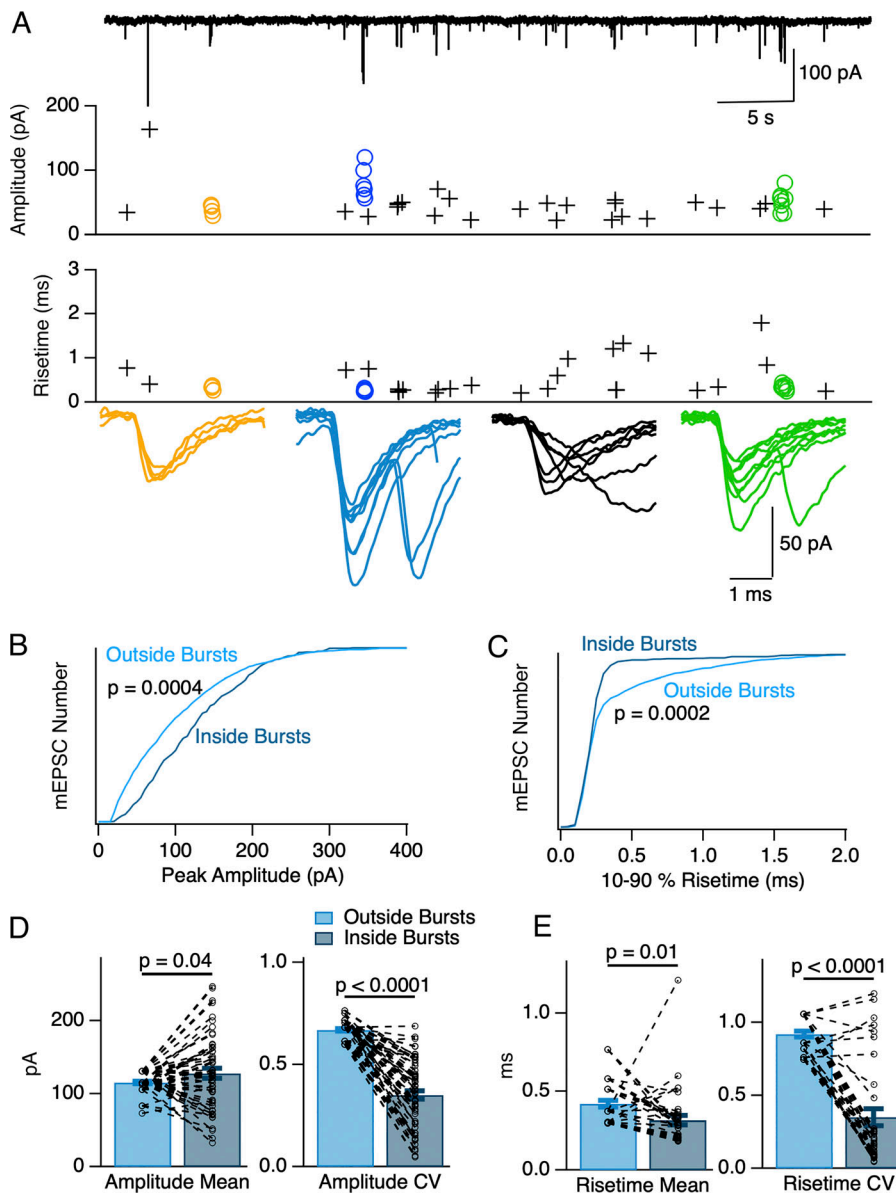 A
100 pA
5 s
Amplitude (pA)
200
100
0
Risetime (ms)
3
2
1
0
50 pA
1 ms
B
mEPSC Number
Outside Bursts
p = 0.0004
Inside Bursts
0
100
200
300
400
Peak Amplitude (pA)
C
mEPSC Number
Inside Bursts
Outside Bursts
p = 0.0002
0.0
0.5
1.0
1.5
2.0
10-90 % Risetime (ms)
D
Outside Bursts
Inside Bursts
p = 0.04
pA
300
200
100
0
Amplitude Mean
p < 0.0001
1.0
0.5
0.0
Amplitude CV
E
p = 0.01
ms
1.0
0.5
0.0
Risetime Mean
p < 0.0001
1.0
0.5
0.0
Risetime CV